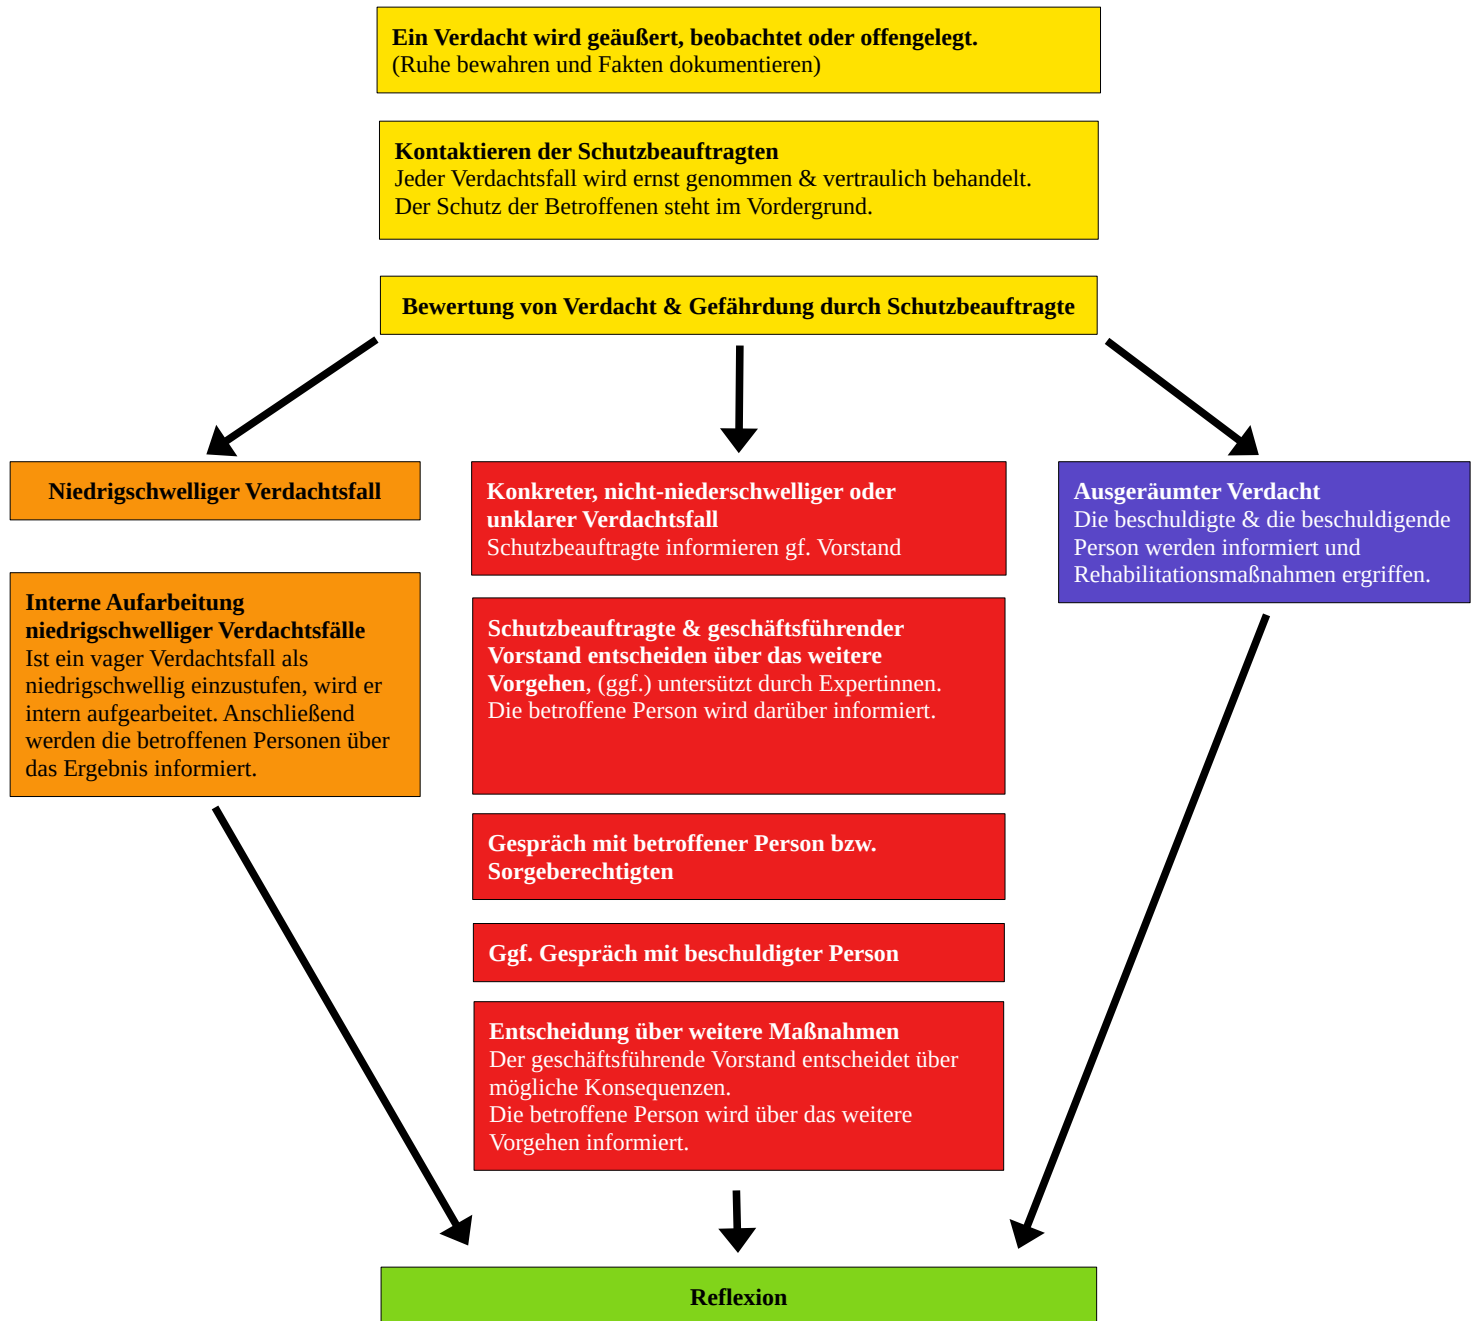 Ein Verdacht wird geäußert, beobachtet oder offengelegt.
(Ruhe bewahren und Fakten dokumentieren)
Kontaktieren der Schutzbeauftragten
Jeder Verdachtsfall wird ernst genommen & vertraulich behandelt.
Der Schutz der Betroffenen steht im Vordergrund.
Bewertung von Verdacht & Gefährdung durch Schutzbeauftragte
Niedrigschwelliger Verdachtsfall
Interne Aufarbeitung
niedrigschwelliger Verdachtsfälle
Ist ein vager Verdachtsfall als
niedrigschwellig einzustufen, wird er
intern aufgearbeitet. Anschließend
werden die betroffenen Personen über
das Ergebnis informiert.
Konkreter, nicht-niederschwelliger oder
unklarer Verdachtsfall
Schutzbeauftragte informieren gf. Vorstand
Schutzbeauftragte & geschäftsführender
Vorstand entscheiden über das weitere
Vorgehen, (ggf.) untersützt durch Expertinnen.
Die betroffene Person wird darüber informiert.
Gespräch mit betroffener Person bzw.
Sorgeberechtigten
Ggf. Gespräch mit beschuldigter Person
Entscheidung über weitere Maßnahmen
Der geschäftsführende Vorstand entscheidet über
mögliche Konsequenzen.
Die betroffene Person wird über das weitere
Vorgehen informiert.
Ausgeräumter Verdacht
Die beschuldigte & die beschuldigende
Person werden informiert und
Rehabilitationsmaßnahmen ergriffen.
Reflexion